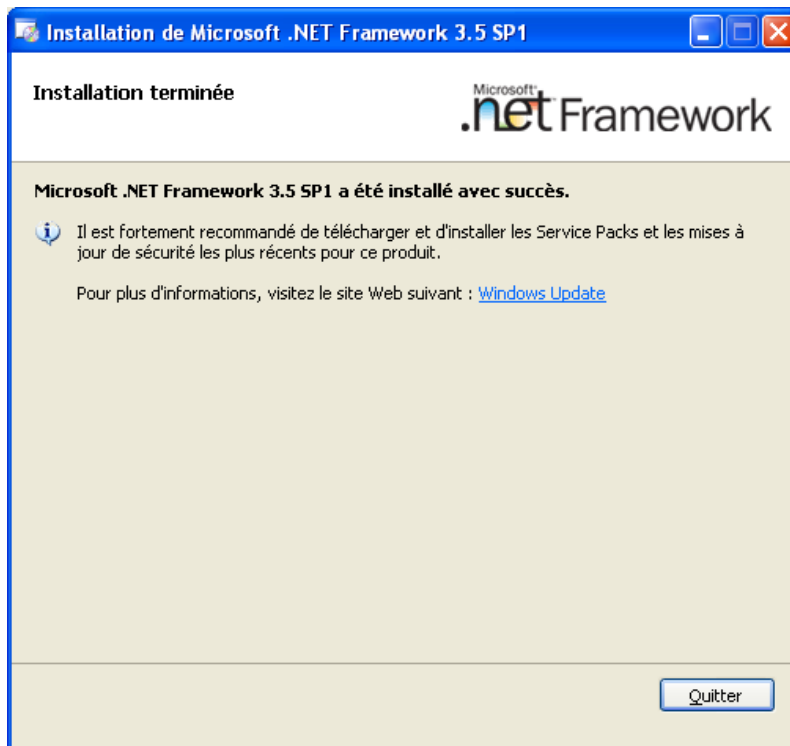 Installation de Microsoft .NET Framework 3.5 SP1
Installation terminée
Microsoft
.net Framework
Microsoft .NET Framework 3.5 SP1 a été installé avec succès.
Il est fortement recommandé de télécharger et d'installer les Service Packs et les mises à
jour de sécurité les plus récents pour ce produit.
Pour plus d'informations, visitez le site Web suivant : Windows Update
Quitter